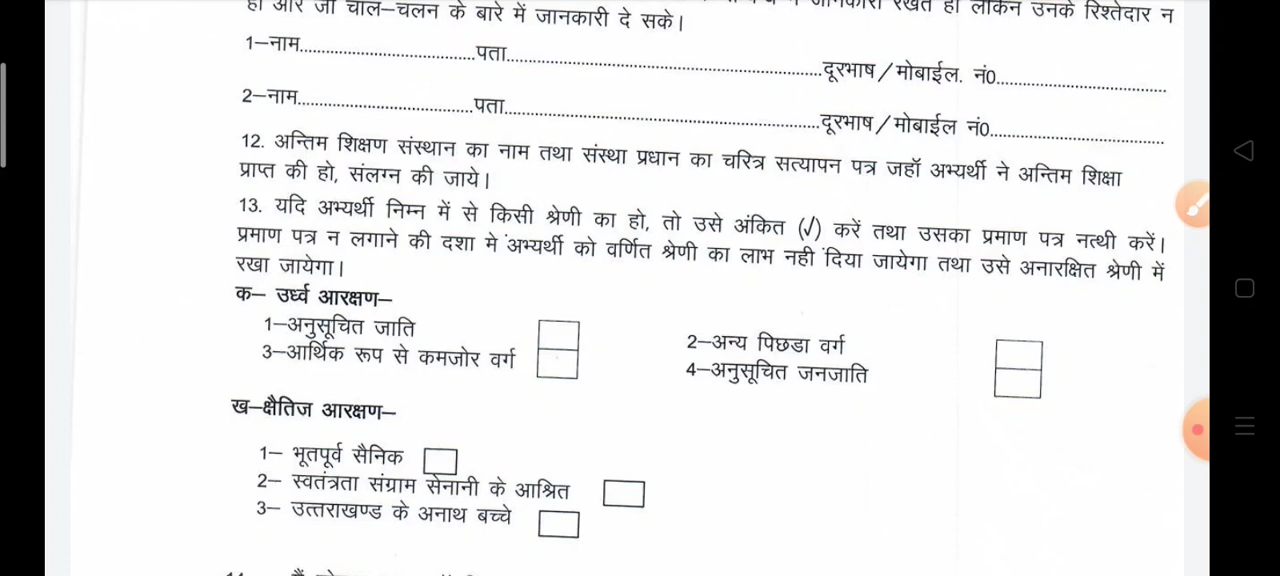 हो और जो चाल–चलन के बारे में जानकारी दे सके। रखते हो लेकिन उनके रिश्तेदार न
1–नाम.................................पता............................................................दूरभाष/मोबाईल. नं0................................
2–नाम.................................पता............................................................दूरभाष/मोबाईल नं0................................
12. अन्तिम शिक्षण संस्थान का नाम तथा संस्था प्रधान का चरित्र सत्यापन पत्र जहॉ अभ्यर्थी ने अन्तिम शिक्षा
प्राप्त की हो, संलग्न की जाये।
13. यदि अभ्यर्थी निम्न में से किसी श्रेणी का हो, तो उसे अंकित (√) करें तथा उसका प्रमाण पत्र नत्थी करें।
प्रमाण पत्र न लगाने की दशा मे अभ्यर्थी को वर्णित श्रेणी का लाभ नही दिया जायेगा तथा उसे अनारक्षित श्रेणी में
रखा जायेगा।
क– उर्ध्व आरक्षण–
1–अनुसूचित जाति
2–अन्य पिछडा वर्ग
3–आर्थिक रूप से कमजोर वर्ग
4–अनुसूचित जनजाति
ख–क्षैतिज आरक्षण–
1– भूतपूर्व सैनिक
2– स्वतंत्रता संग्राम सेनानी के आश्रित
3– उत्तराखण्ड के अनाथ बच्चे